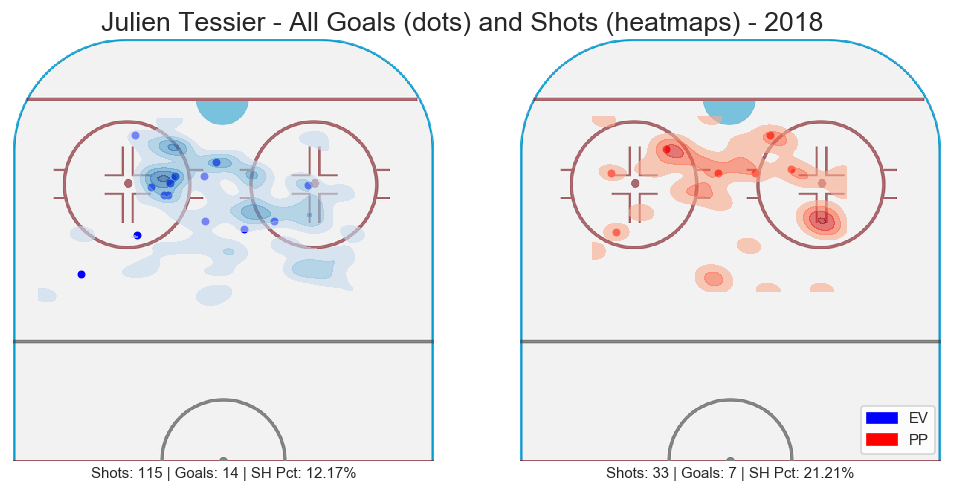 Julien Tessier - All Goals (dots) and Shots (heatmaps) - 2018
EV
PP
Shots: 115 | Goals: 14 | SH Pct: 12.17%
Shots: 33 | Goals: 7 | SH Pct: 21.21%